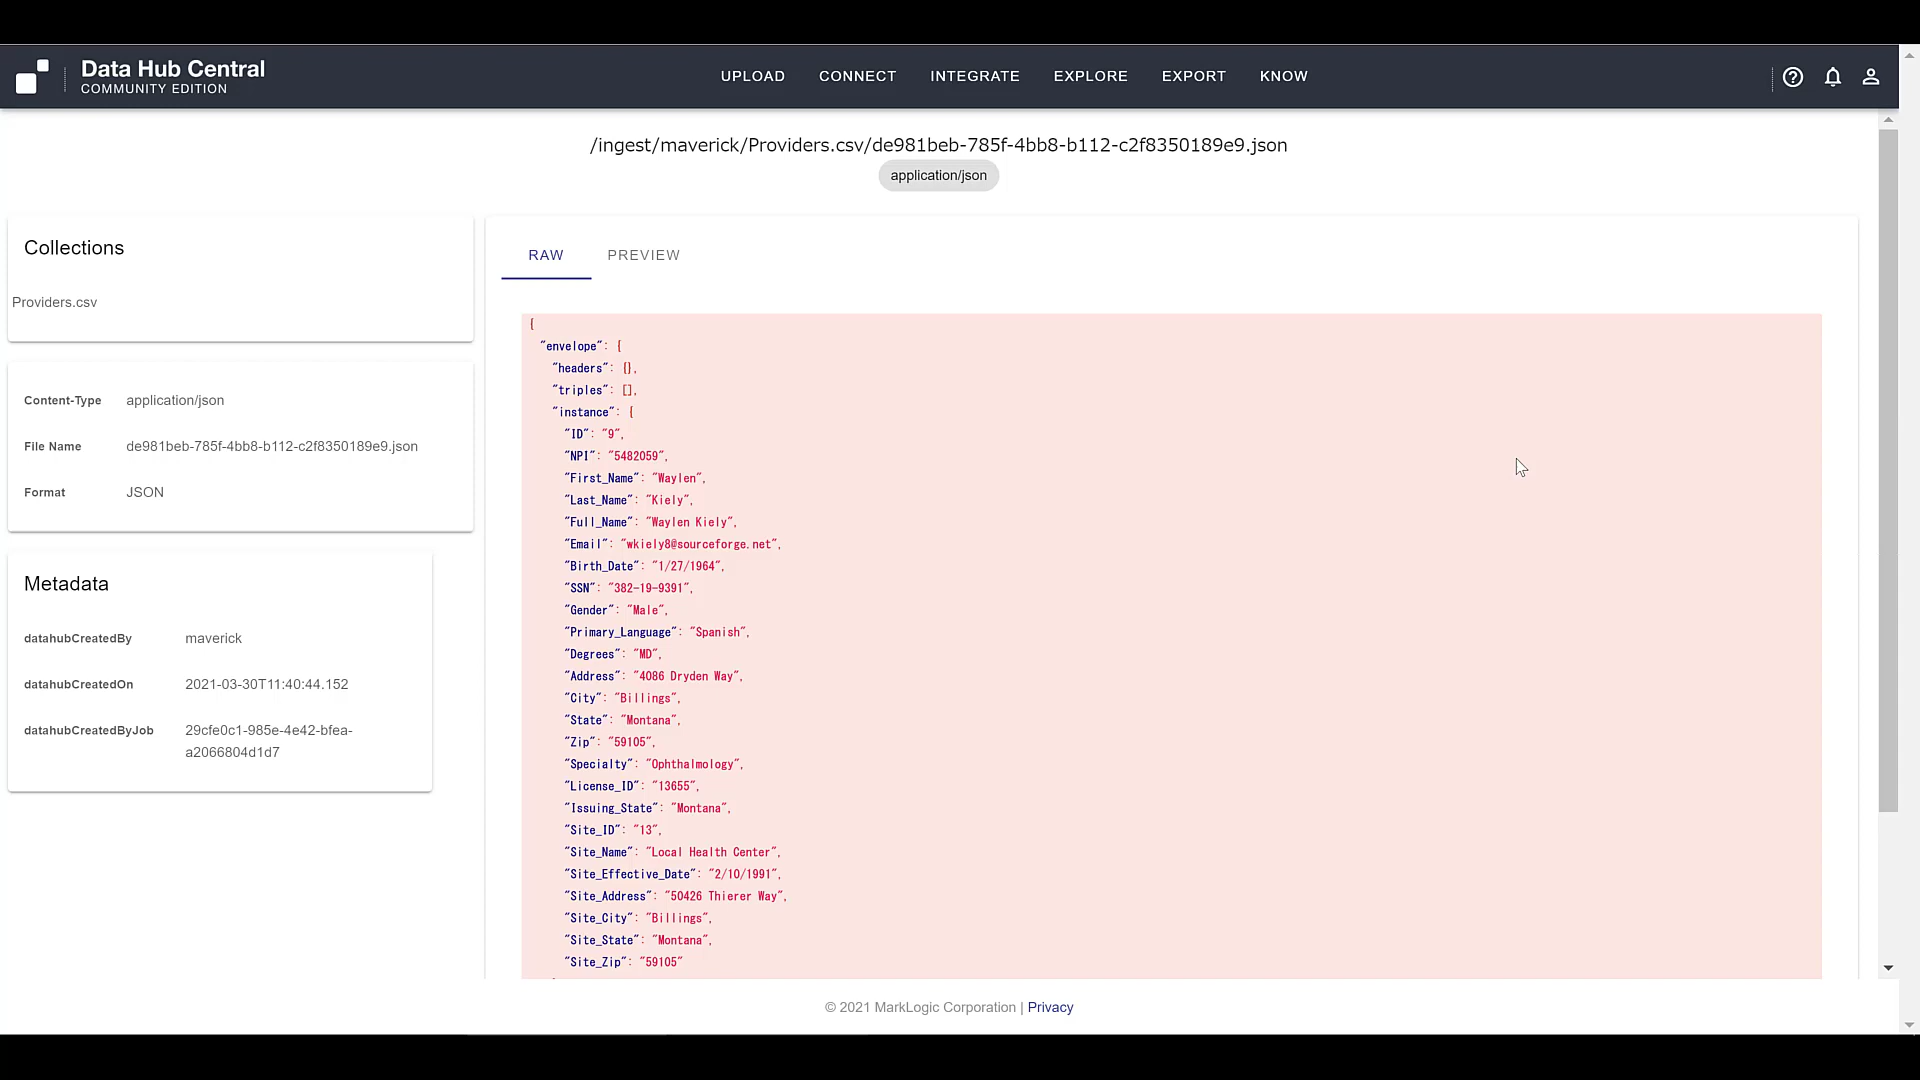 Data Hub Central
COMMUNITY EDITION
UPLOAD CONNECT INTEGRATE EXPLORE EXPORT KNOW
/ingest/maverick/Providers.csv/de981beb-785f-4bb8-b112-c2f8350189e9.json
application/json
Collections
Providers.csv
Content-Type application/json
File Name de981beb-785f-4bb8-b112-c2f8350189e9.json
Format JSON
Metadata
datahubCreatedBy maverick
datahubCreatedOn 2021-03-30T11:40:44.152
datahubCreatedByJob 29cfe0c1-985e-4e42-bfea-
a2066804d1d7
RAW PREVIEW
{
"envelope": {
"headers": {},
"triples": [],
"instance": {
"ID": "9",
"NPI": "5482059",
"First_Name": "Waylen",
"Last_Name": "Kiely",
"Full_Name": "Waylen Kiely",
"Email": "wkiely8@sourceforge.net",
"Birth_Date": "1/27/1964",
"SSN": "382-19-9391",
"Gender": "Male",
"Primary_Language": "Spanish",
"Degrees": "MD",
"Address": "4086 Dryden Way",
"City": "Billings",
"State": "Montana",
"Zip": "59105",
"Specialty": "Ophthalmology",
"License_ID": "13655",
"Issuing_State": "Montana",
"Site_ID": "13",
"Site_Name": "Local Health Center",
"Site_Effective_Date": "2/10/1991",
"Site_Address": "50426 Thierer Way",
"Site_City": "Billings",
"Site_State": "Montana",
"Site_Zip": "59105"
© 2021 MarkLogic Corporation | Privacy